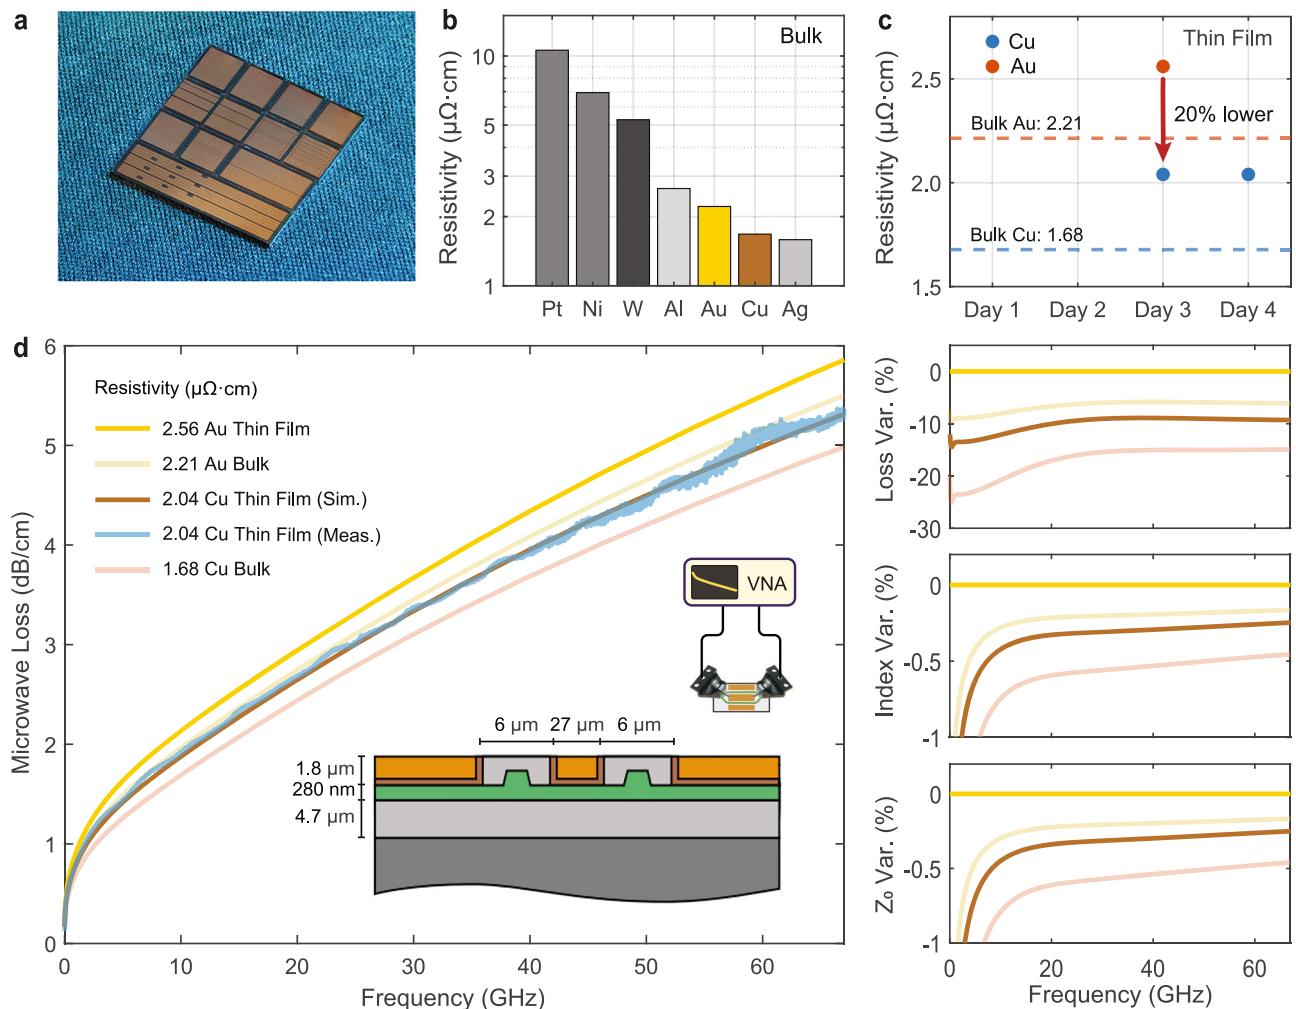 a
b
Resistivity (μΩ·cm)
10
5
3
2
1
Bulk
Pt Ni W Al Au Cu Ag
c
Resistivity (μΩ·cm)
2.5
2.0
1.5
Cu
Au
Thin Film
20% lower
Bulk Au: 2.21
Bulk Cu: 1.68
Day 1 Day 2 Day 3 Day 4
d
Microwave Loss (dB/cm)
6
5
4
3
2
1
0
Resistivity (μΩ·cm)
2.56 Au Thin Film
2.21 Au Bulk
2.04 Cu Thin Film (Sim.)
2.04 Cu Thin Film (Meas.)
1.68 Cu Bulk
VNA
6 μm 27 μm 6 μm
1.8 μm
280 nm
4.7 μm
0 10 20 30 40 50 60
Frequency (GHz)
Loss Var. (%)
0
-10
-20
-30
Index Var. (%)
0
-0.5
-1
Z₀ Var. (%)
0
-0.5
-1
0 20 40 60
Frequency (GHz)